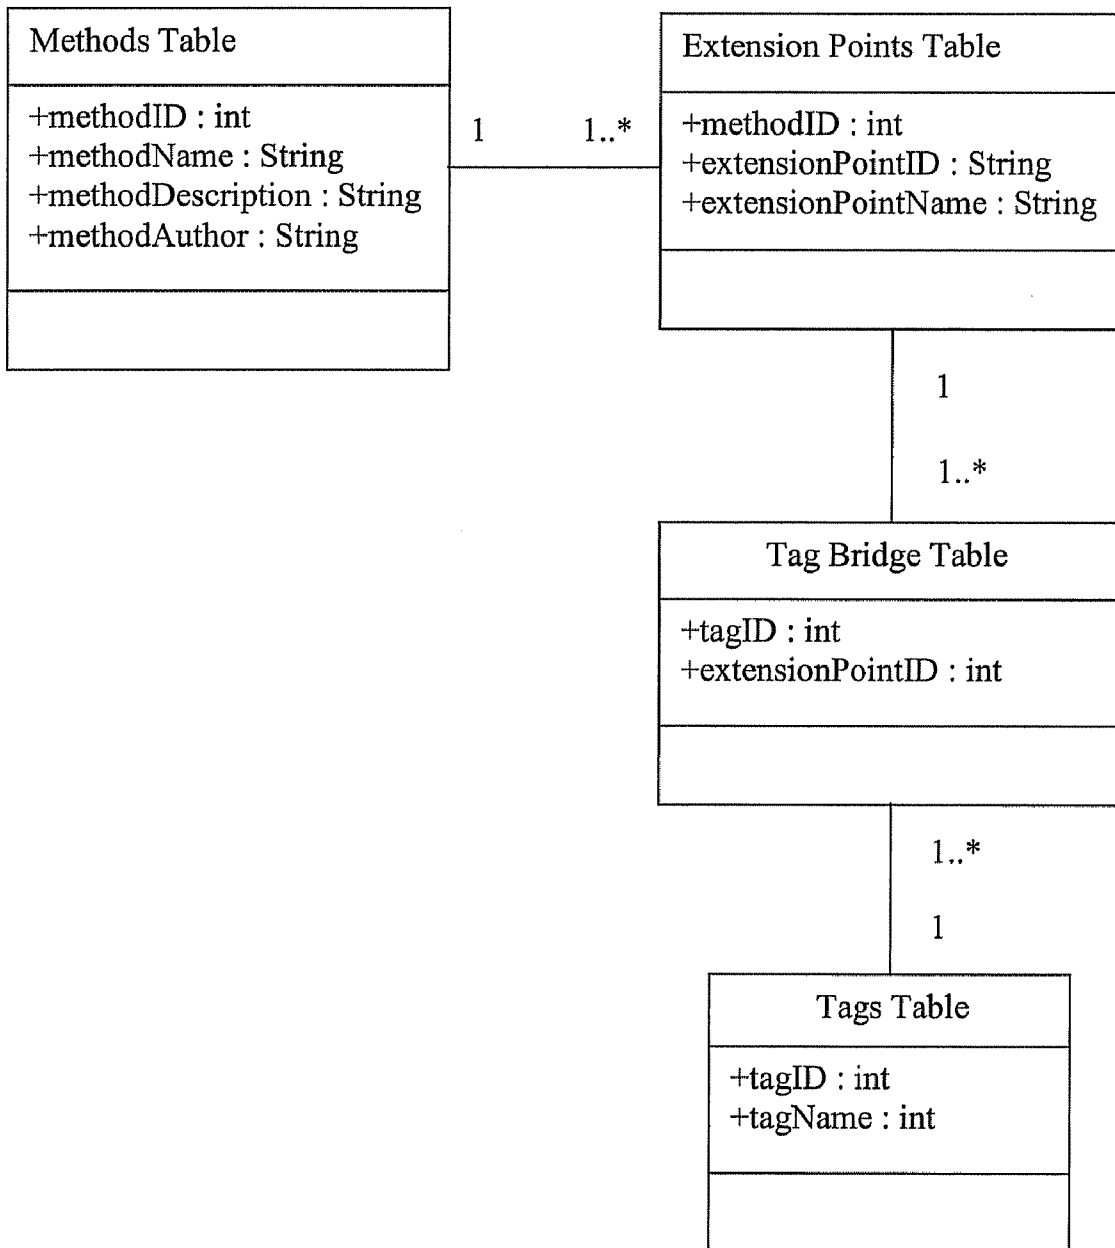 Methods Table
+methodID : int
+methodName : String
+methodDescription : String
+methodAuthor : String
1
1..*
Extension Points Table
+methodID : int
+extensionPointID : String
+extensionPointName : String
1
1..*
Tag Bridge Table
+tagID : int
+extensionPointID : int
1..*
1
Tags Table
+tagID : int
+tagName : int